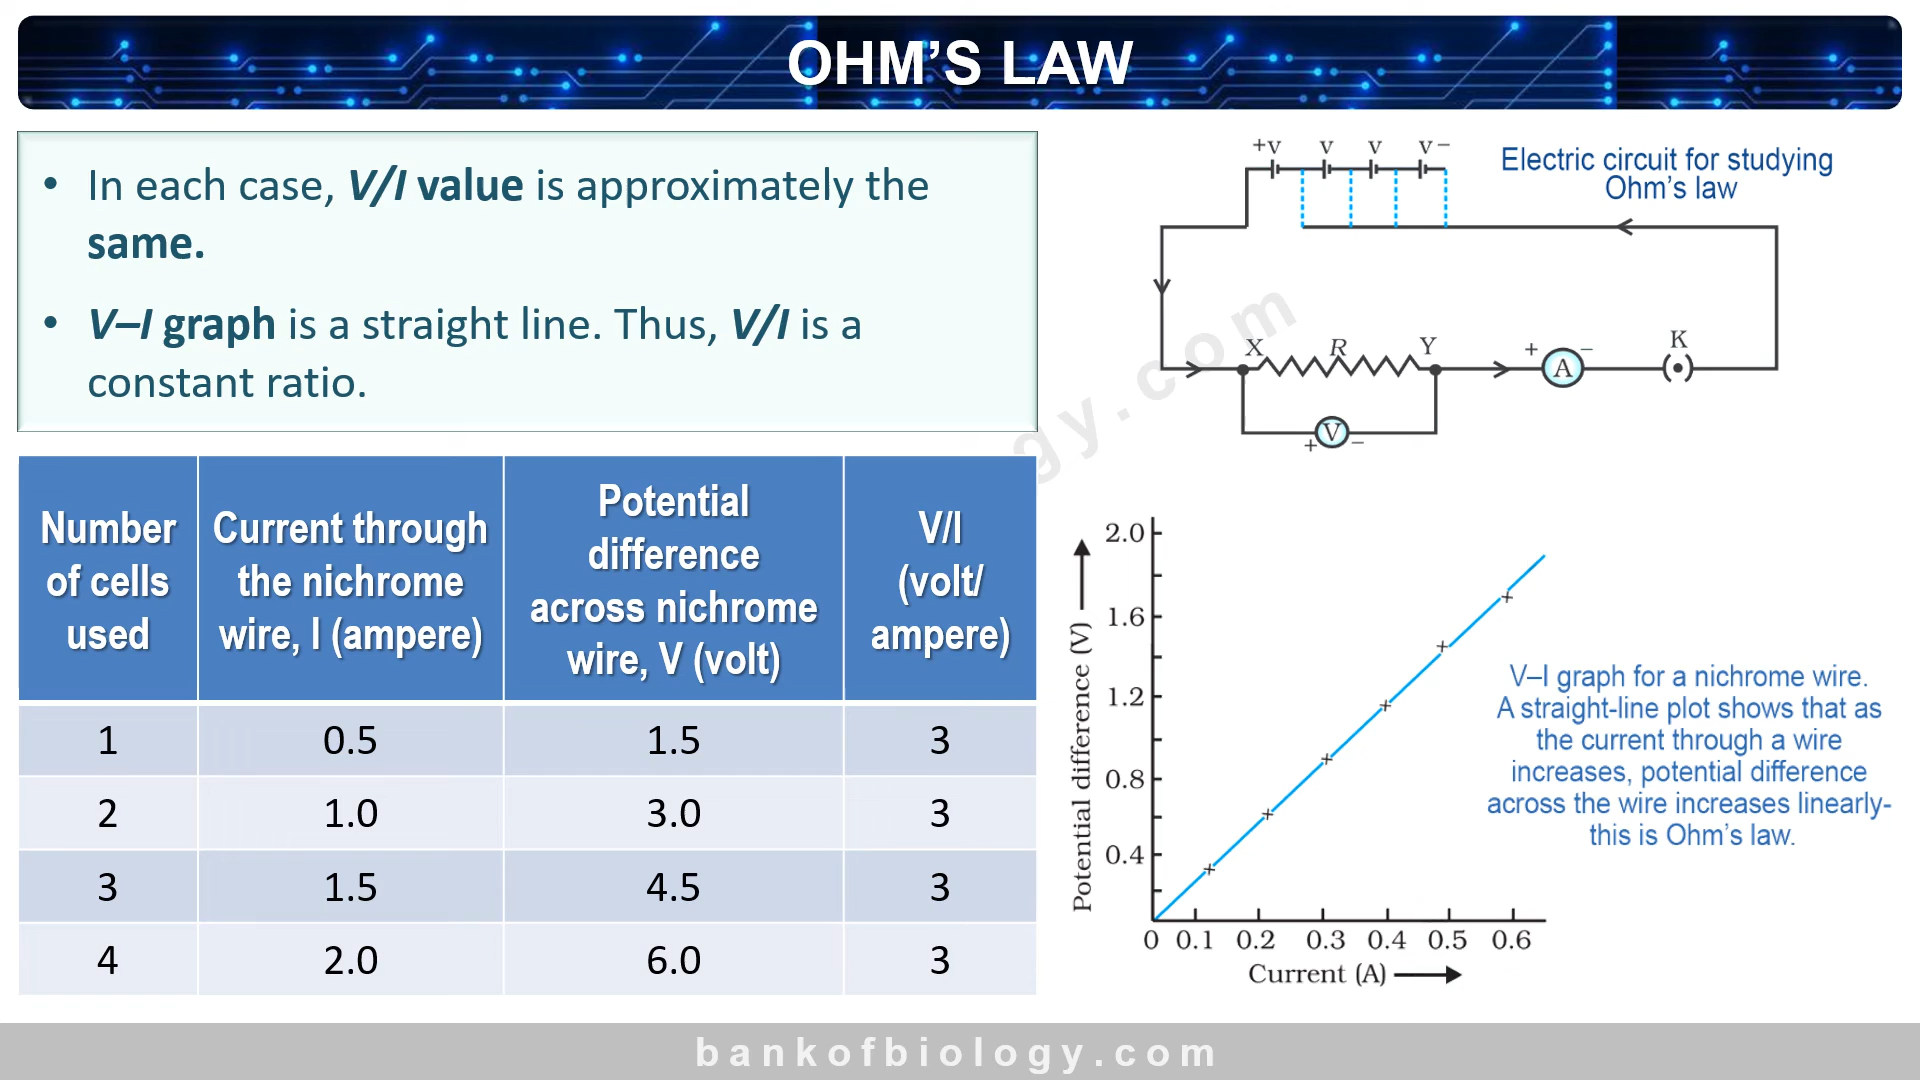 OHM’S LAW
• In each case, V/I value is approximately the
same.
• V–I graph is a straight line. Thus, V/I is a
constant ratio.
Number
of cells
used
Current through
the nichrome
wire, I (ampere)
Potential
difference
across nichrome
wire, V (volt)
V/I
(volt/
ampere)
1 0.5 1.5 3
2 1.0 3.0 3
3 1.5 4.5 3
4 2.0 6.0 3
+v v v v –
Electric circuit for studying
Ohm’s law
X R Y + A – K
+ V –
gy.com
Potential difference (V)
2.0
1.6
1.2
0.8
0.4
0 0.1 0.2 0.3 0.4 0.5 0.6
Current (A)
V–I graph for a nichrome wire.
A straight-line plot shows that as
the current through a wire
increases, potential difference
across the wire increases linearly-
this is Ohm’s law.
bankofbiology.com